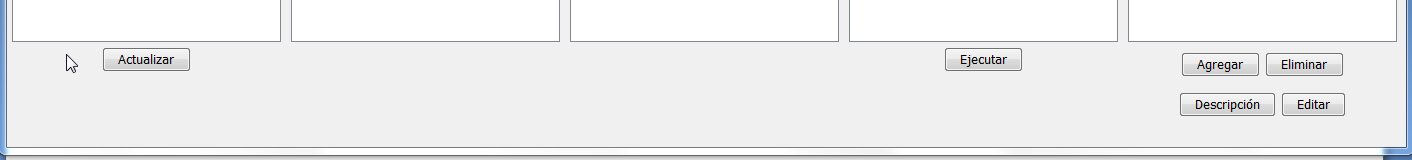 Actualizar
Ejecutar
Agregar Eliminar
Descripción Editar